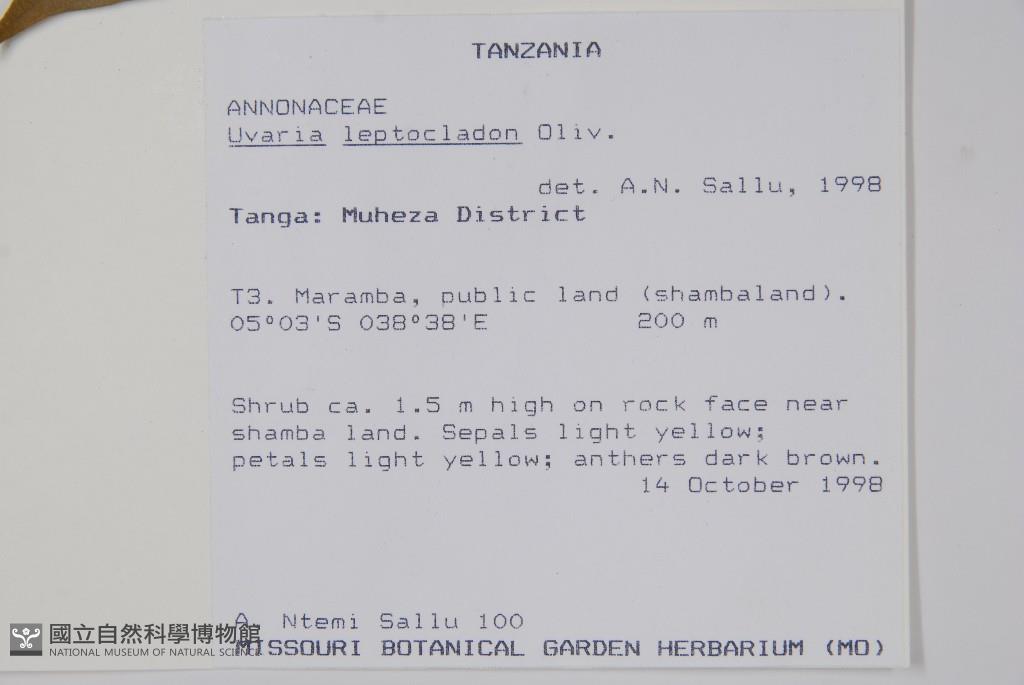 TANZANIA
ANNONACEAE
Uvaria leptocladon Oliv.
det. A.N. Sallu, 1998
Tanga: Muheza District
T3. Maramba, public land (shambaland).
05°03'S 038°38'E 200 m
Shrub ca. 1.5 m high on rock face near
shamba land. Sepals light yellow;
petals light yellow; anthers dark brown.
14 October 1998
A. Ntemi Sallu 100
MISSOURI BOTANICAL GARDEN HERBARIUM (MO)
國立自然科學博物館
NATIONAL MUSEUM OF NATURAL SCIENCE